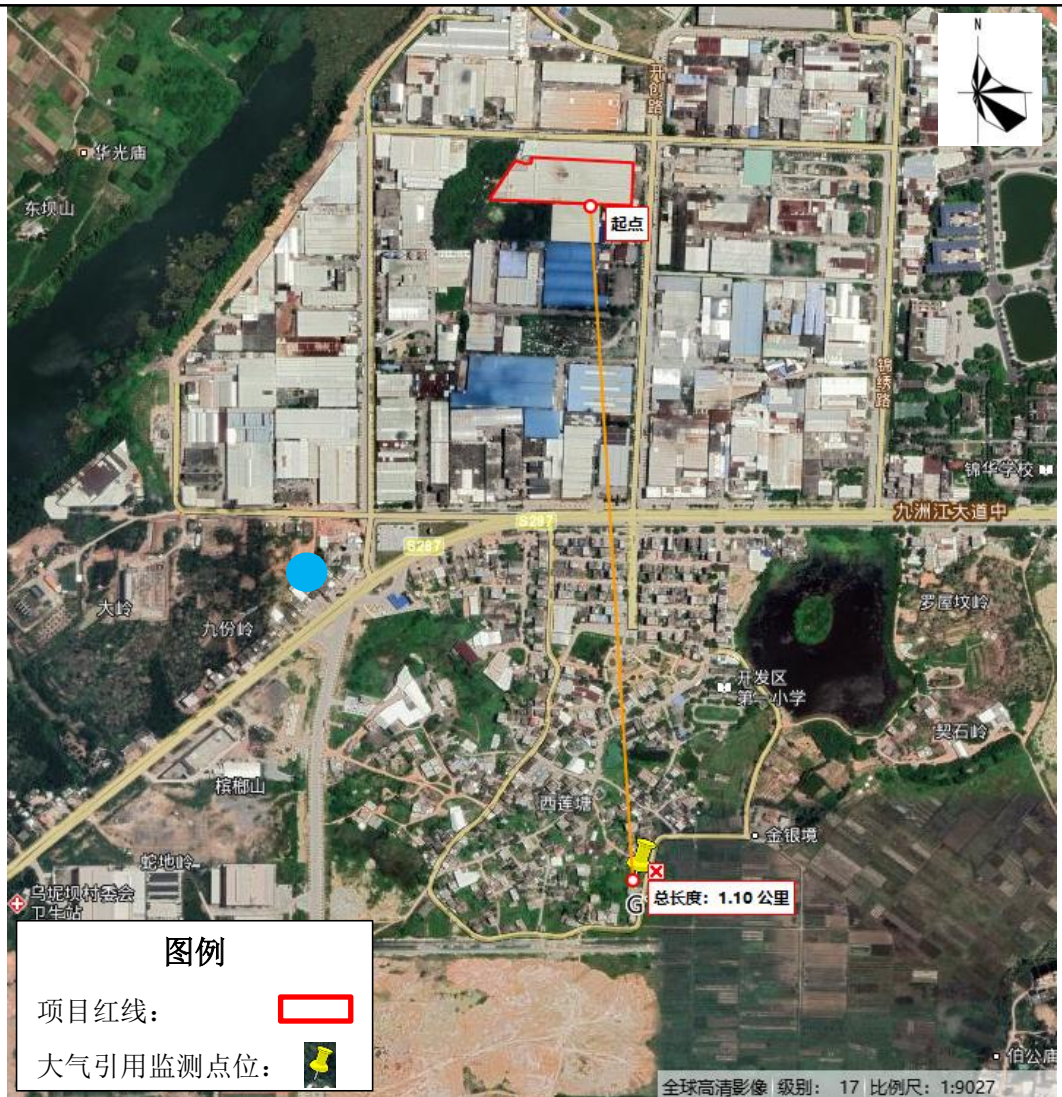 N
开创路
华光庙
东坝山
起点
锦绣路
锦华学校
九洲江大道中
S287
S287
大岭
九份岭
罗屋坟岭
开发区
第一小学
契石岭
槟榔山
西莲塘
金银境
蛇地岭
乌坭坝村委会
卫生站
总长度：1.10 公里
G
图例
项目红线：
大气引用监测点位：
伯公庙
全球高清影像 级别： 17 比例尺：1:9027